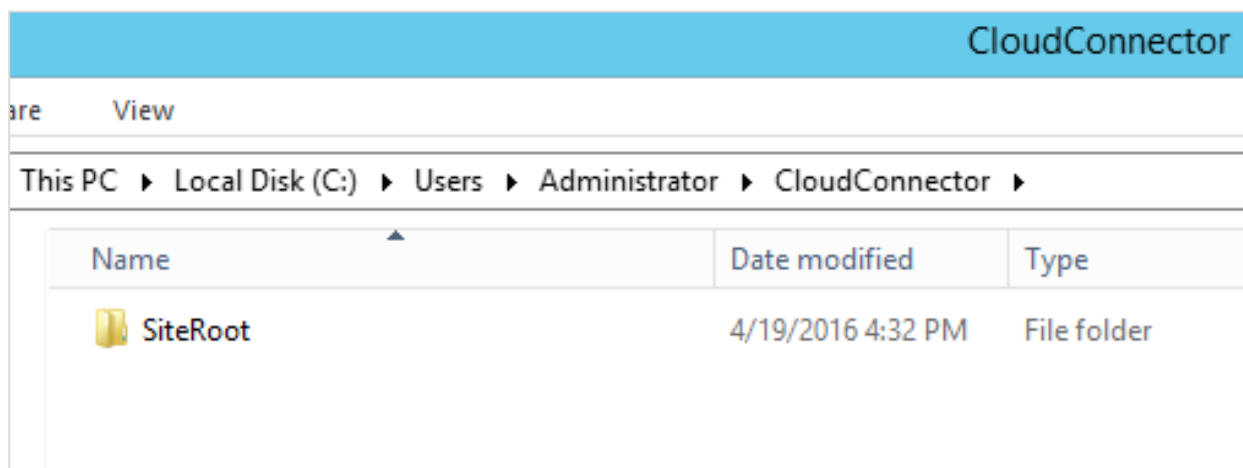 CloudConnector
are View
This PC Local Disk (C:) Users Administrator CloudConnector
Name Date modified Type
SiteRoot 4/19/2016 4:32 PM File folder